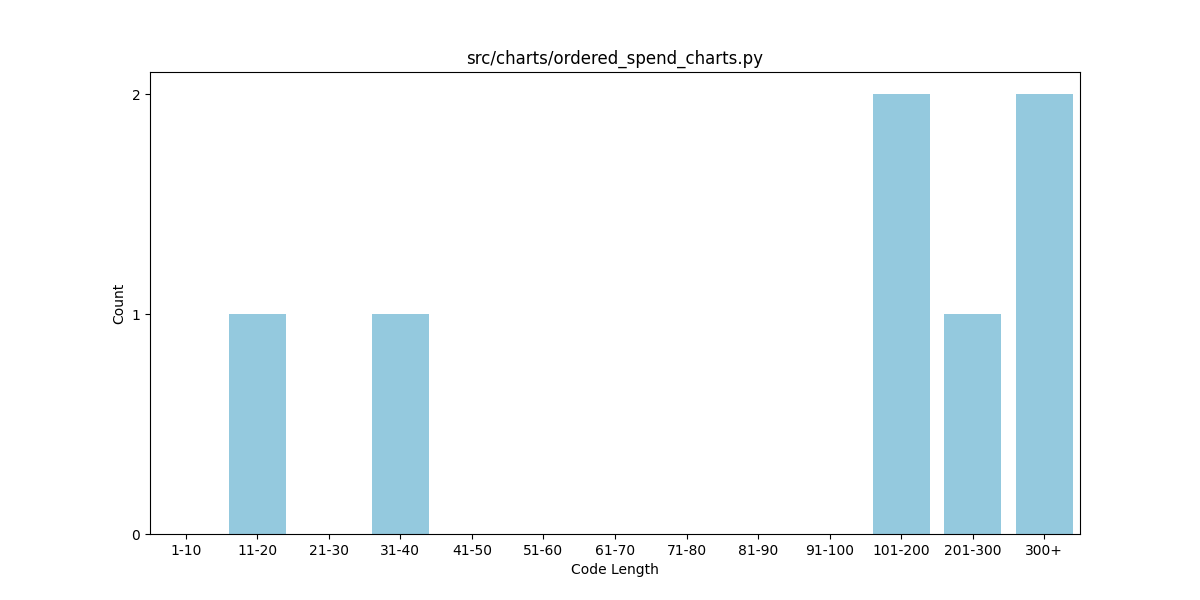 src/charts/ordered_spend_charts.py
2
1
0
Count
1-10 11-20 21-30 31-40 41-50 51-60 61-70 71-80 81-90 91-100 101-200 201-300 300+
Code Length